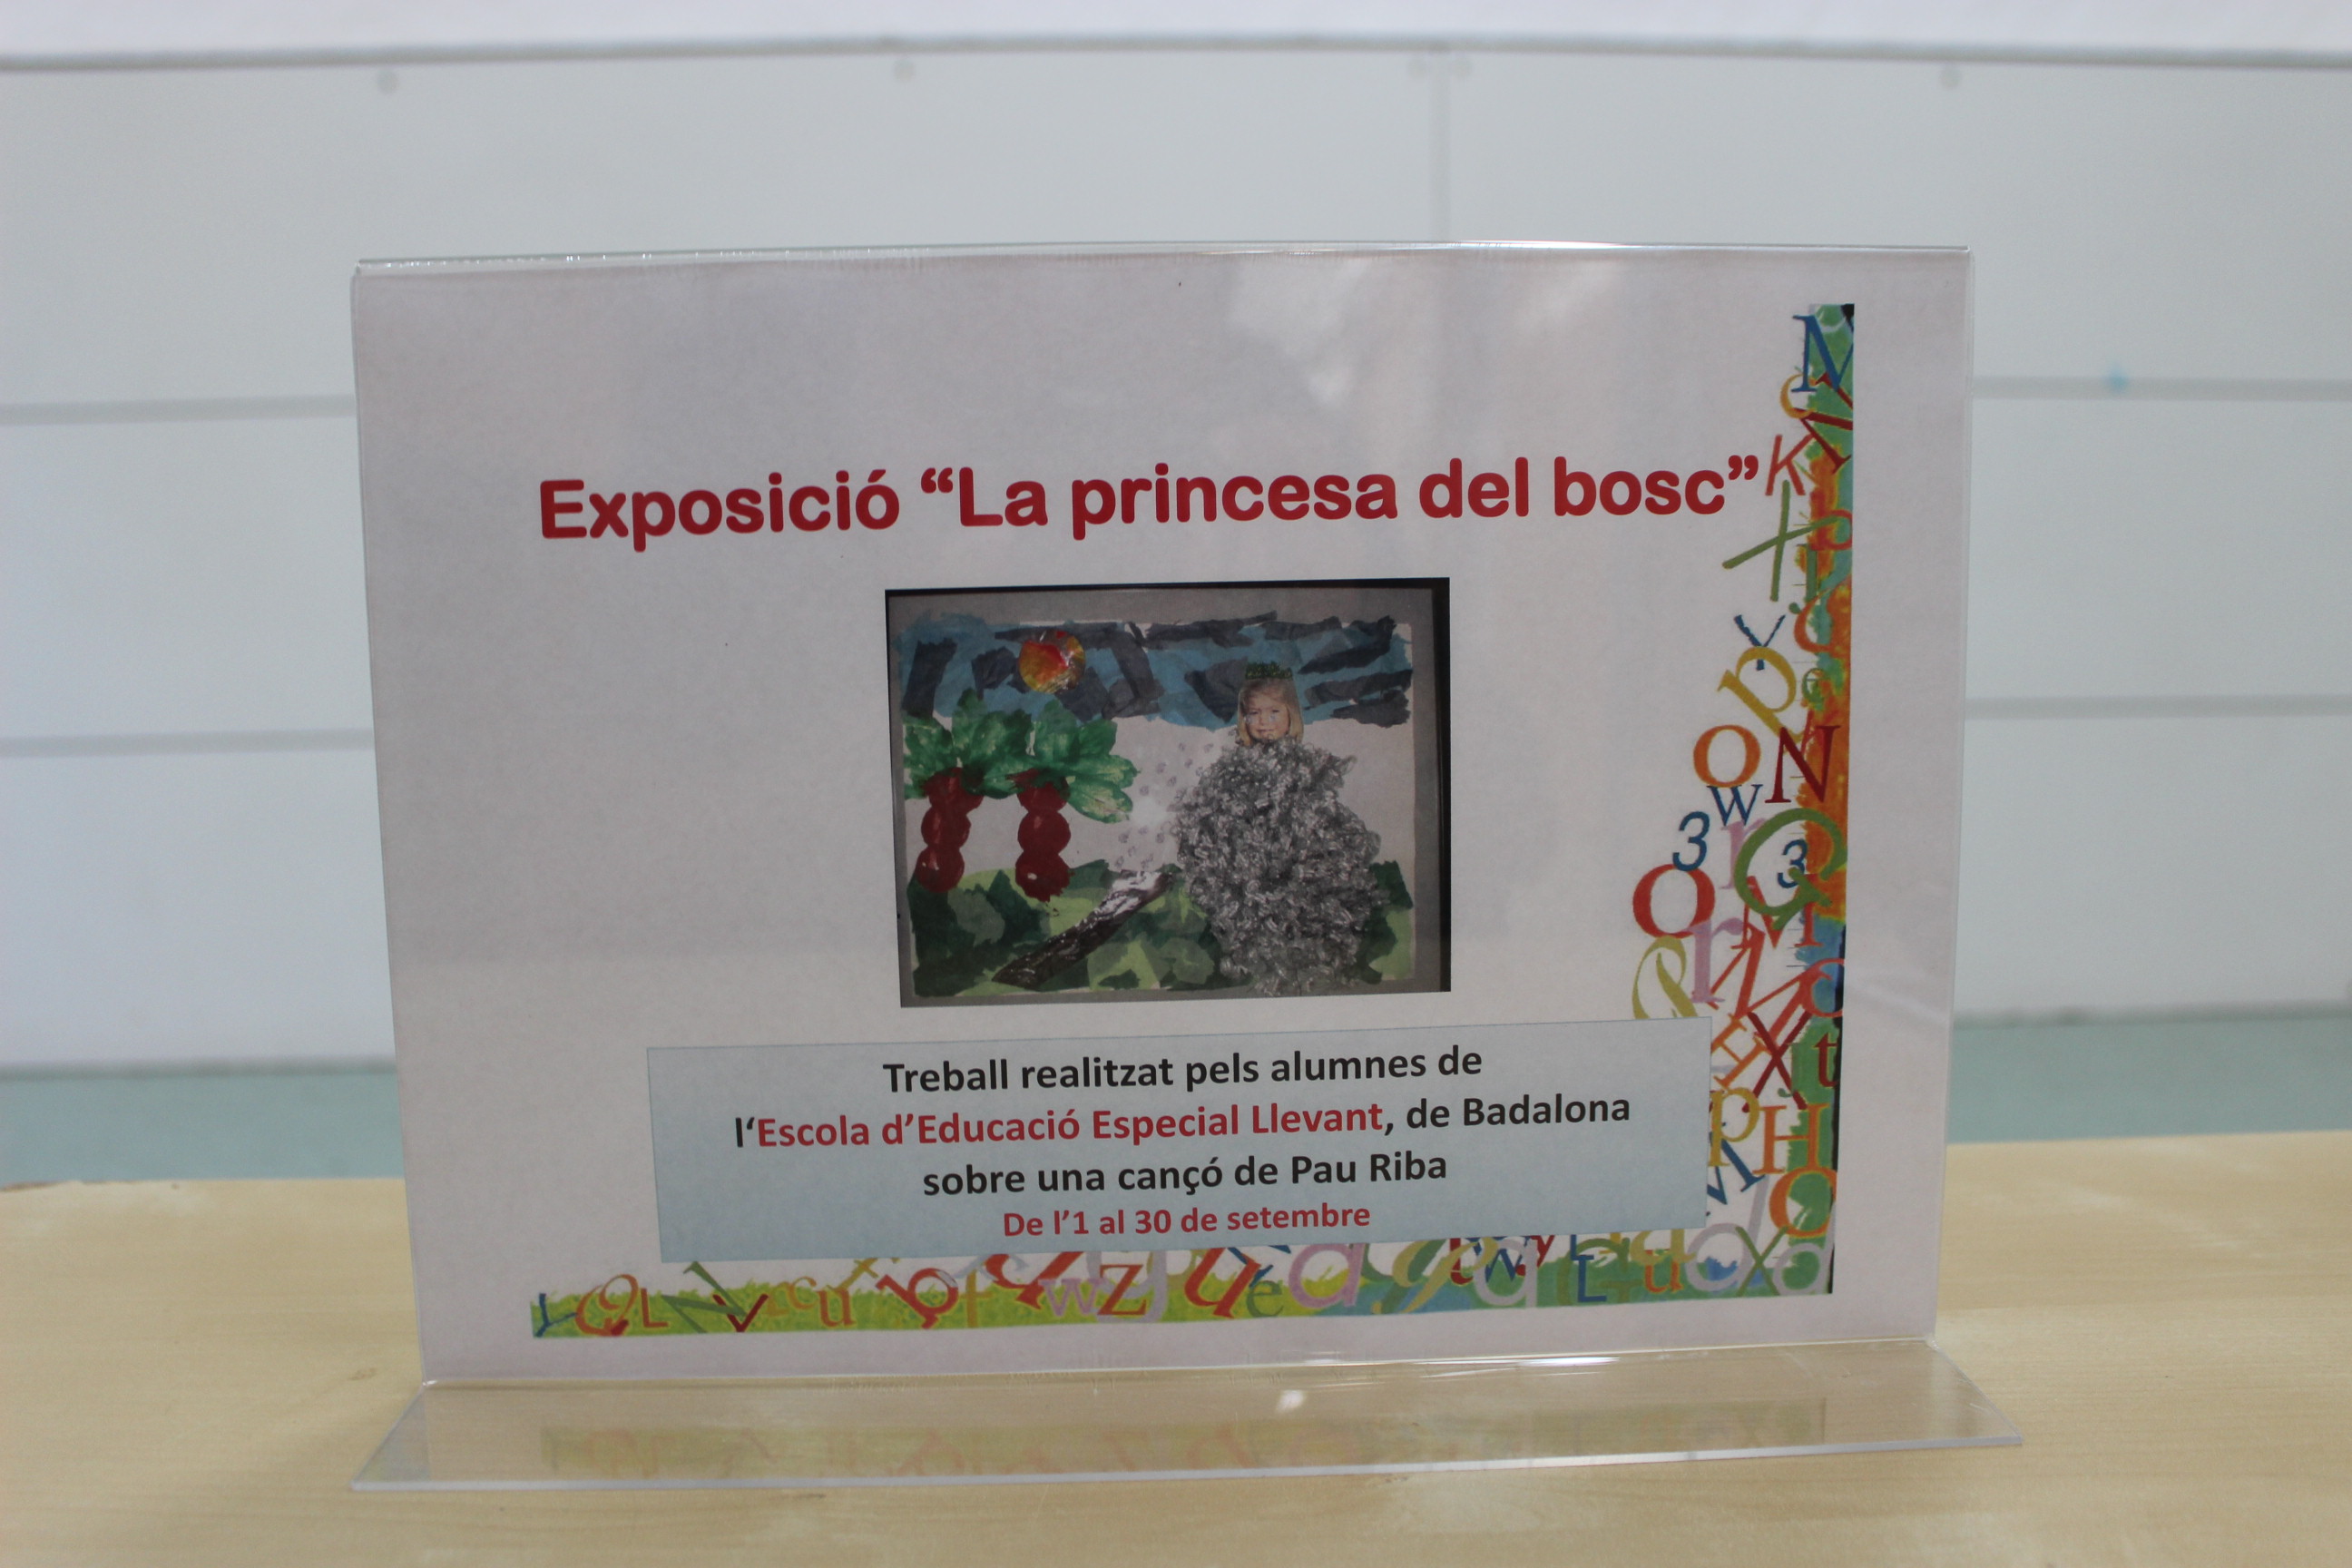 Exposició “La princesa del bosc”
Treball realitzat pels alumnes de
l‘Escola d’Educació Especial Llevant, de Badalona
sobre una cançó de Pau Riba
De l’1 al 30 de setembre